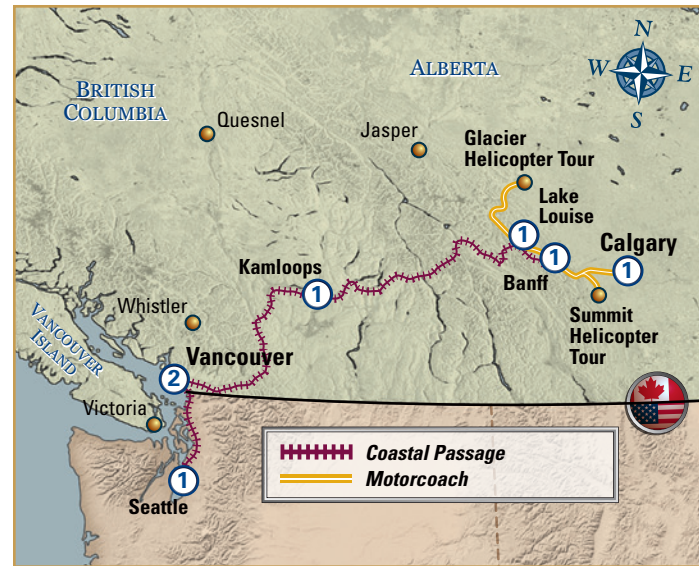 N
W
E
S
BRITISH
COLUMBIA
ALBERTA
Quesnel
Jasper
Glacier
Helicopter Tour
Lake
Louise
1
1
Calgary
1
Banff
Kamloops
1
Summit
Helicopter
Tour
Whistler
VANCOUVER
ISLAND
Vancouver
2
Victoria
1
Seattle
Coastal Passage
Motorcoach